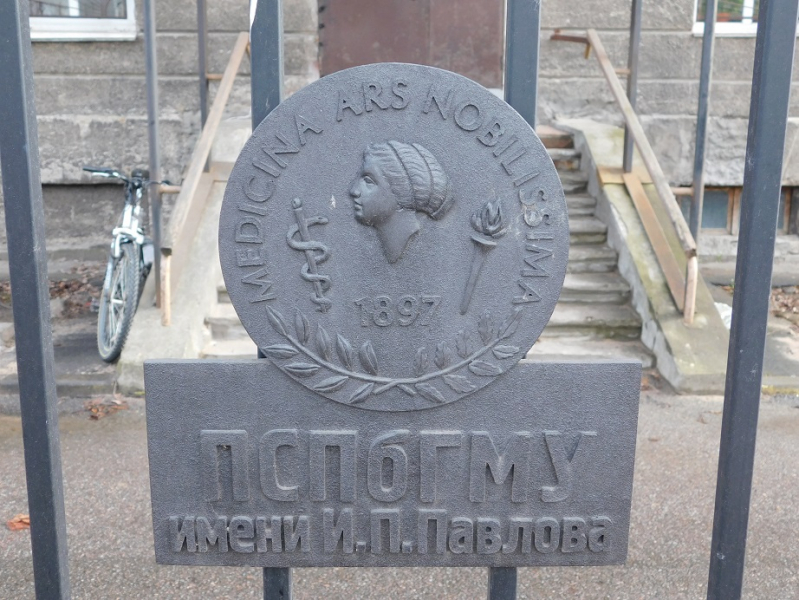 MEDICINA ARS NOBILISSIMA
1897
ПСПбГМУ
имени И.П.Павлова